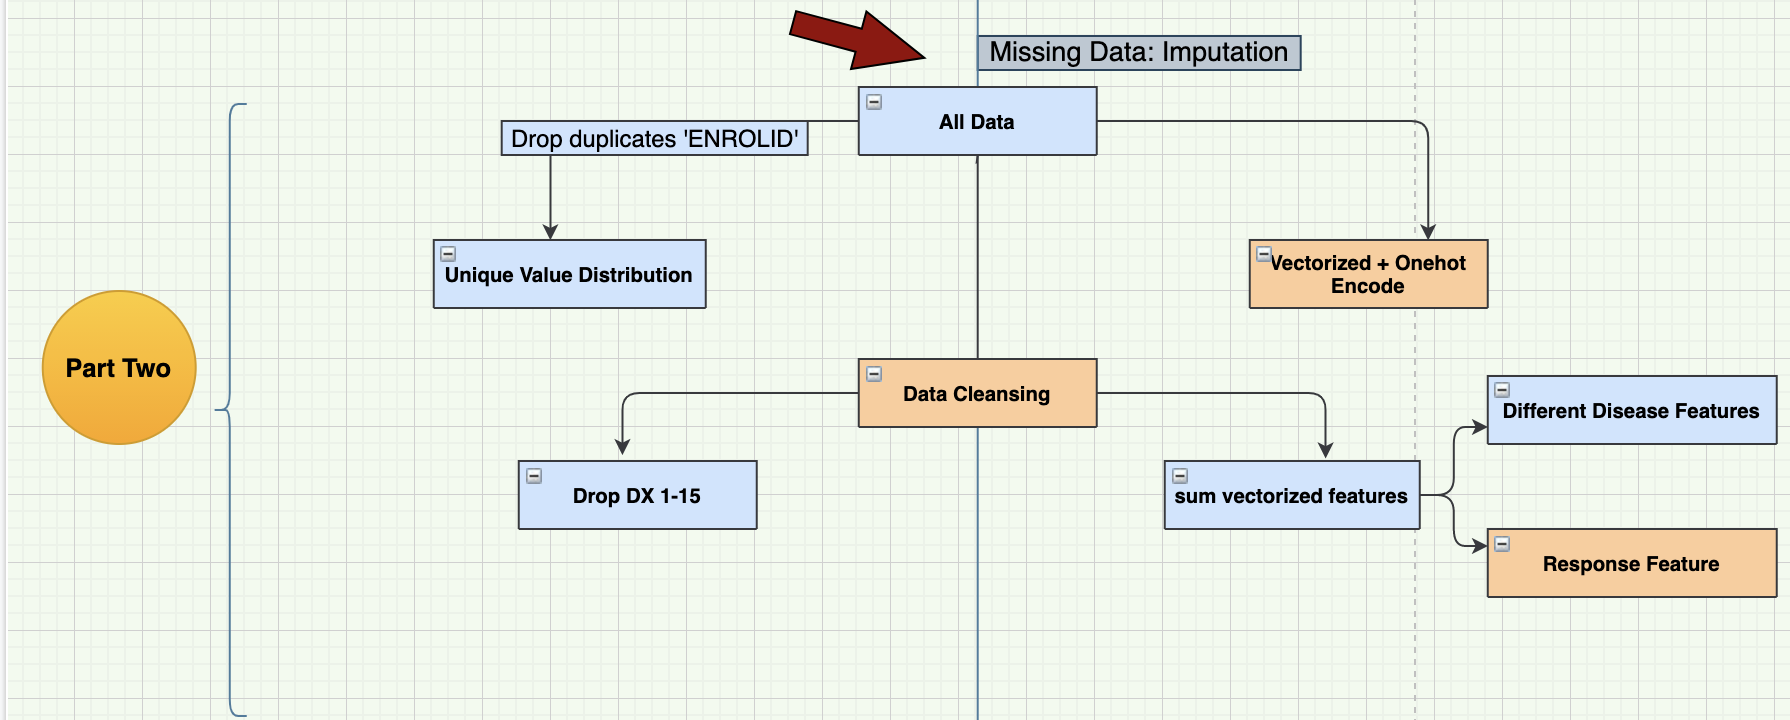 Missing Data: Imputation
All Data
Drop duplicates 'ENROLID'
Unique Value Distribution
Vectorized + Onehot
Encode
Part Two
Data Cleansing
Different Disease Features
Drop DX 1-15
sum vectorized features
Response Feature